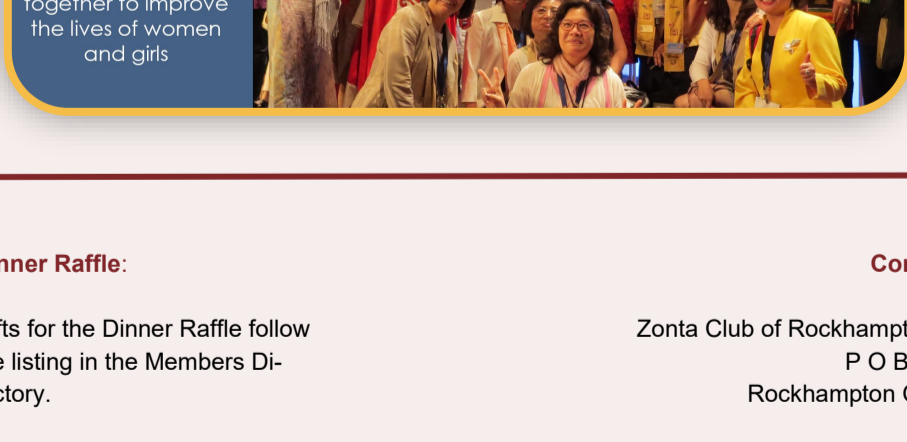 together to improve
the lives of women
and girls
nner Raffle:
fts for the Dinner Raffle follow
e listing in the Members Di-
ctory.
Con
Zonta Club of Rockhampt
P O B
Rockhampton